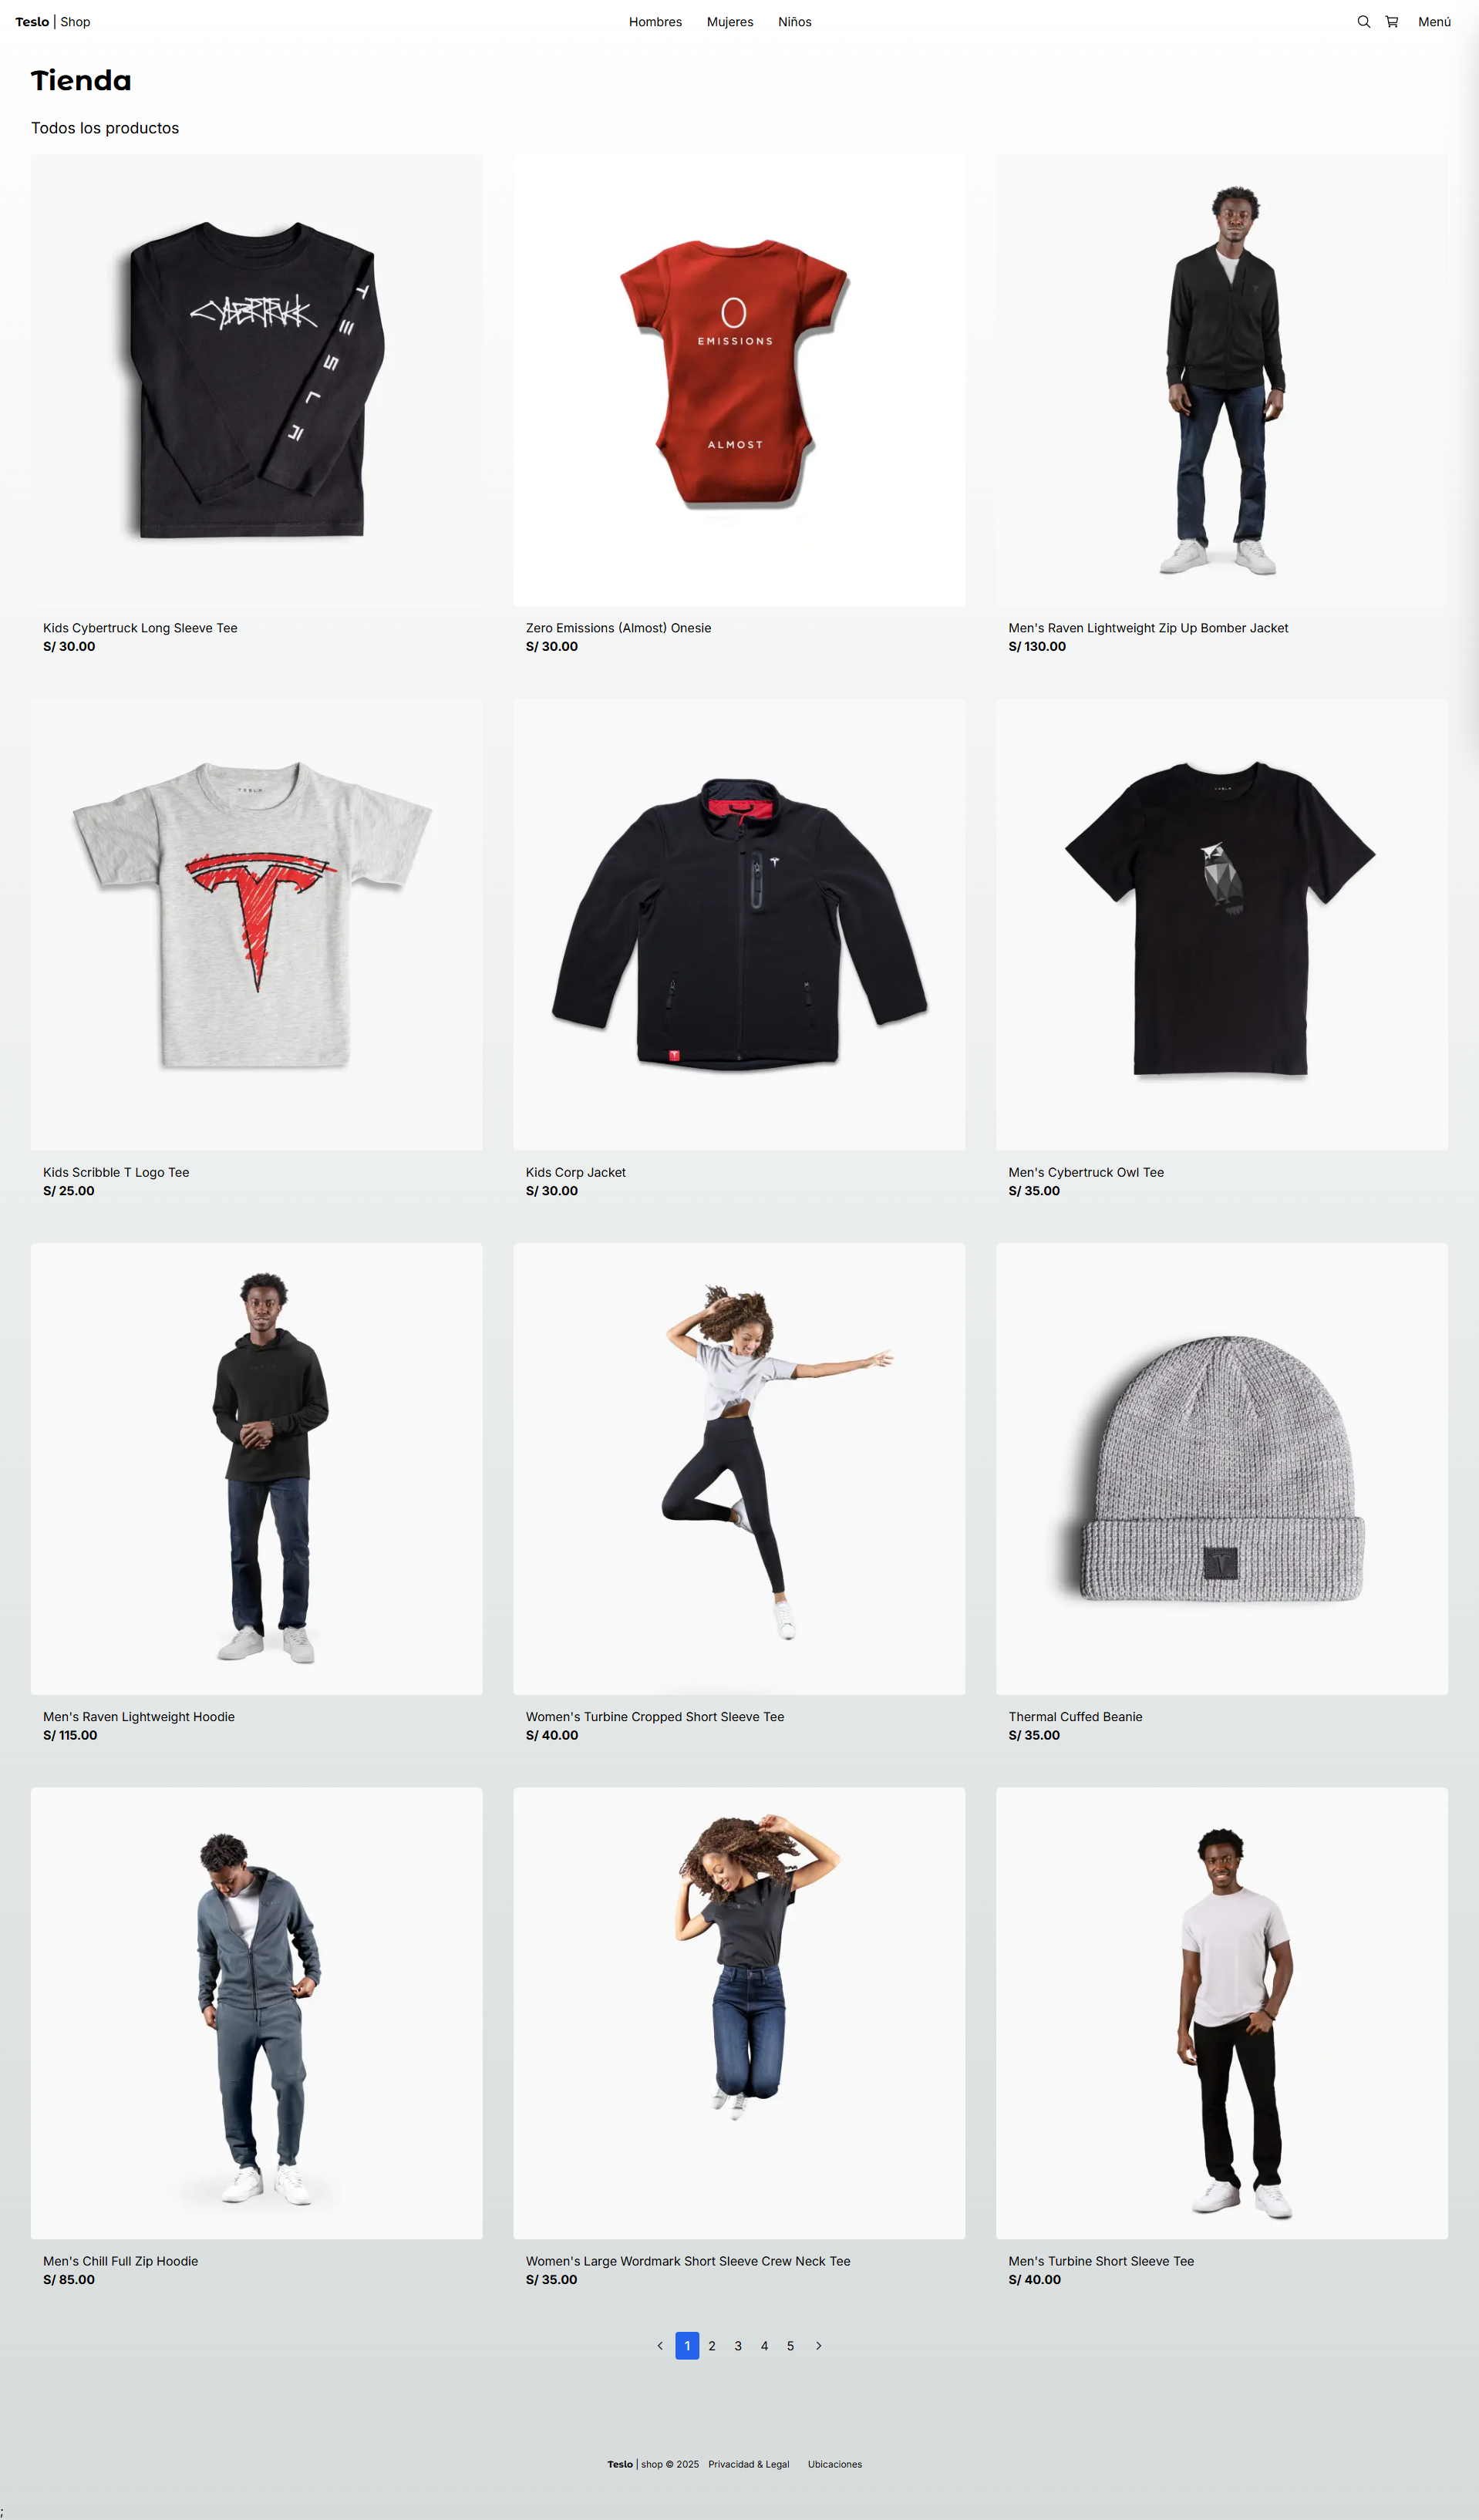 Teslo | Shop
Hombres Mujeres Niños
Menú
Tienda
Todos los productos
CYBERTRUCK
TESLA
0
EMISSIONS
ALMOST
Kids Cybertruck Long Sleeve Tee
S/ 30.00
Zero Emissions (Almost) Onesie
S/ 30.00
Men's Raven Lightweight Zip Up Bomber Jacket
S/ 130.00
TESLA
TESLA
Kids Scribble T Logo Tee
S/ 25.00
Kids Corp Jacket
S/ 30.00
Men's Cybertruck Owl Tee
S/ 35.00
Men's Raven Lightweight Hoodie
S/ 115.00
Women's Turbine Cropped Short Sleeve Tee
S/ 40.00
Thermal Cuffed Beanie
S/ 35.00
Men's Chill Full Zip Hoodie
S/ 85.00
Women's Large Wordmark Short Sleeve Crew Neck Tee
S/ 35.00
Men's Turbine Short Sleeve Tee
S/ 40.00
1 2 3 4 5
Teslo | shop © 2025 Privacidad & Legal Ubicaciones
;